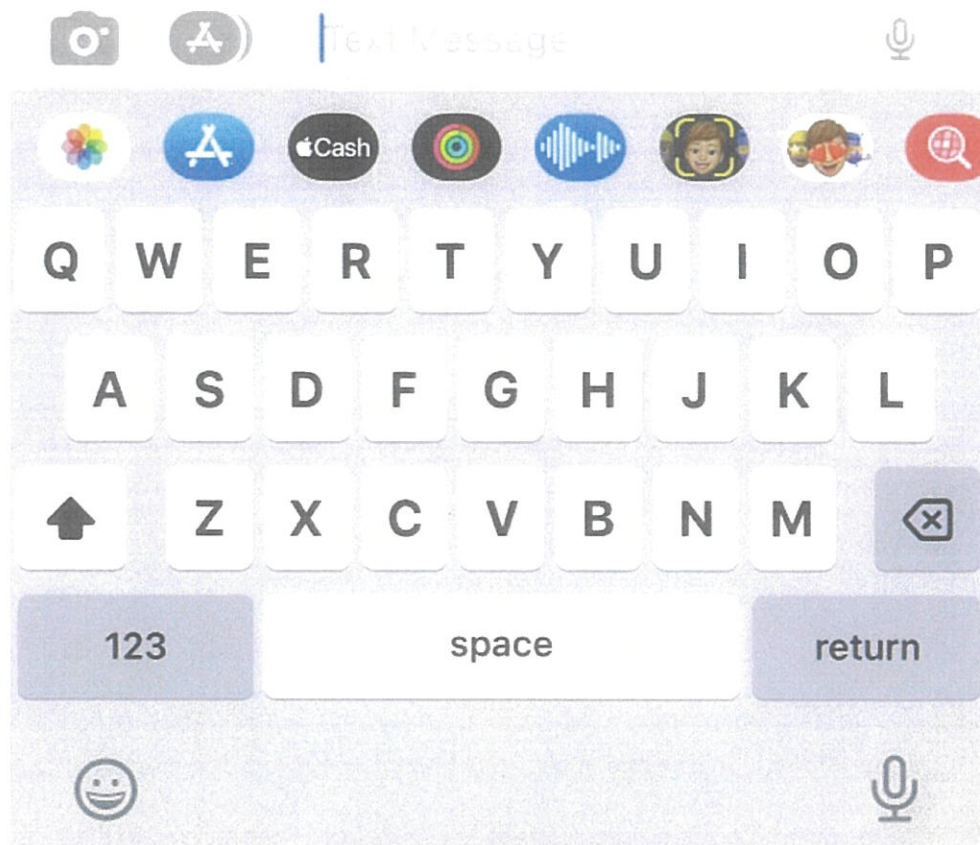 Text Message
Cash
Q W E R T Y U I O P
A S D F G H J K L
Z X C V B N M
123 space return